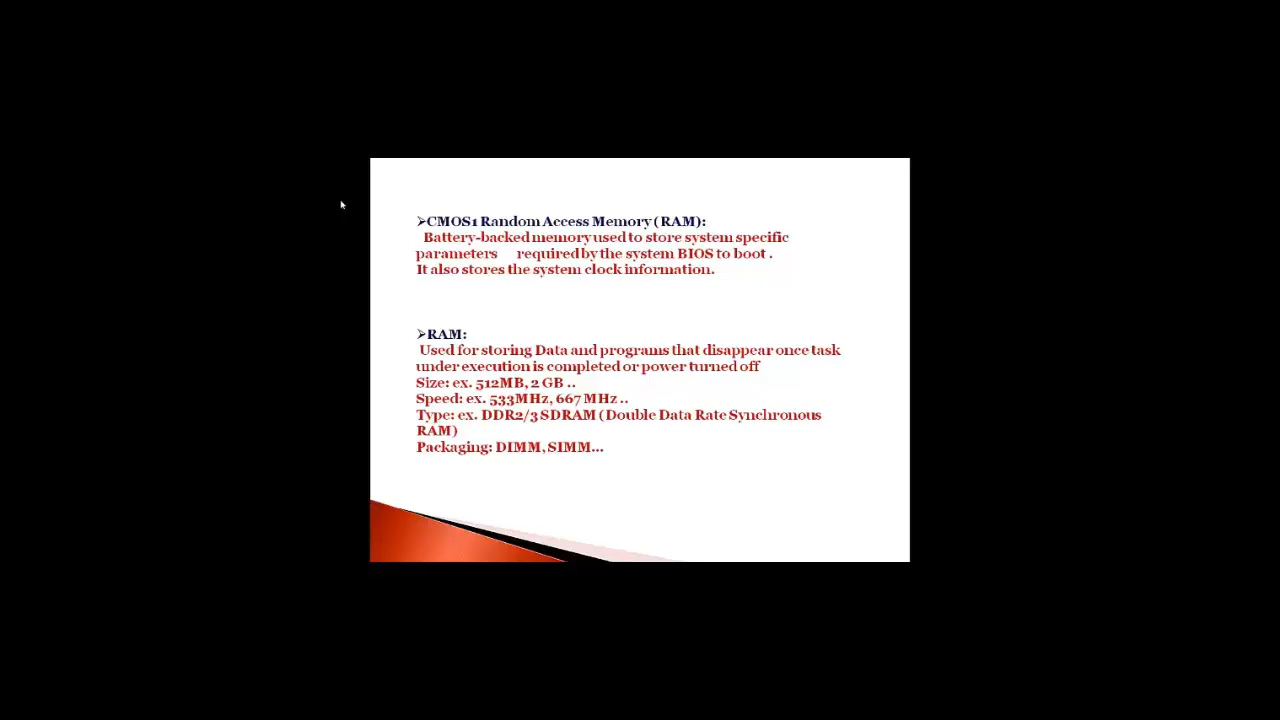 ➢CMOS1 Random Access Memory (RAM):
Battery-backed memory used to store system specific
parameters required by the system BIOS to boot .
It also stores the system clock information.
➢RAM:
Used for storing Data and programs that disappear once task
under execution is completed or power turned off
Size: ex. 512MB, 2 GB ..
Speed: ex. 533MHz, 667 MHz ..
Type: ex. DDR2/3 SDRAM ( Double Data Rate Synchronous
RAM)
Packaging: DIMM, SIMM...